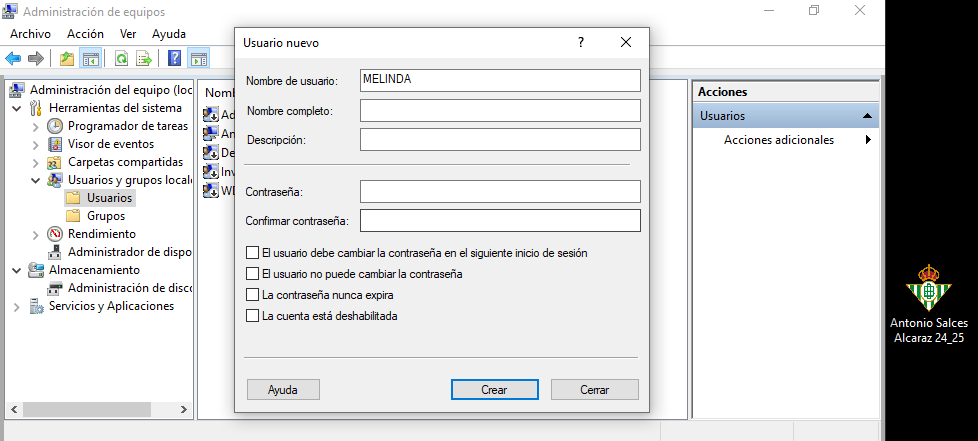 Administración de equipos
Archivo Acción Ver Ayuda
Administración del equipo (loc
Herramientas del sistema
Programador de tareas
Visor de eventos
Carpetas compartidas
Usuarios y grupos locale
Usuarios
Grupos
Rendimiento
Administrador de dispo
Almacenamiento
Administración de disco
Servicios y Aplicaciones
Nom
Ad
An
De
Inv
WD
Usuario nuevo
?
Nombre de usuario: MELINDA
Nombre completo:
Descripción:
Contraseña:
Confirmar contraseña:
El usuario debe cambiar la contraseña en el siguiente inicio de sesión
El usuario no puede cambiar la contraseña
La contraseña nunca expira
La cuenta está deshabilitada
Ayuda Crear Cerrar
Acciones
Usuarios
Acciones adicionales
Antonio Salces
Alcaraz 24_25